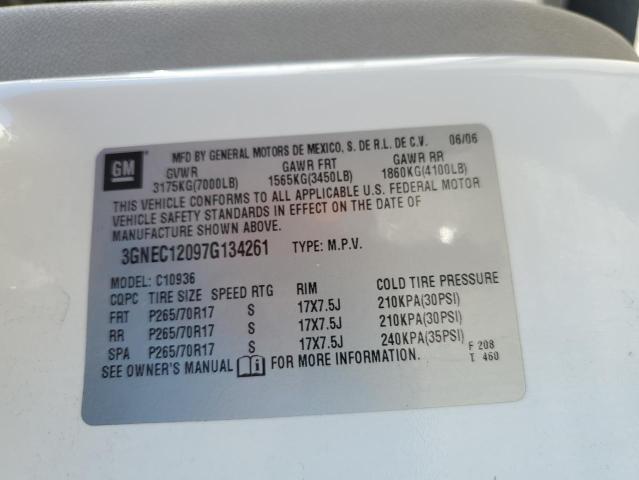 GM
MFD BY GENERAL MOTORS DE MEXICO, S. DE R.L. DE C.V. 06/06
GVWR GAWR FRT GAWR RR
3175KG(7000LB) 1565KG(3450LB) 1860KG(4100LB)
THIS VEHICLE CONFORMS TO ALL APPLICABLE U.S. FEDERAL MOTOR
VEHICLE SAFETY STANDARDS IN EFFECT ON THE DATE OF
MANUFACTURE SHOWN ABOVE.
3GNEC12097G134261 TYPE: M.P.V.
MODEL: C10936
CQPC TIRE SIZE SPEED RTG RIM COLD TIRE PRESSURE
FRT P265/70R17 S 17X7.5J 210KPA(30PSI)
RR P265/70R17 S 17X7.5J 210KPA(30PSI)
SPA P265/70R17 S 17X7.5J 240KPA(35PSI)
SEE OWNER'S MANUAL i FOR MORE INFORMATION.
F 208
T 460